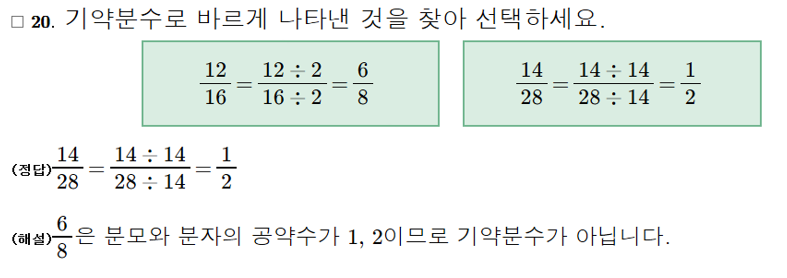 □ 20. 기약분수로 바르게 나타낸 것을 찾아 선택하세요.
12/16 = (12 ÷ 2)/(16 ÷ 2) = 6/8
14/28 = (14 ÷ 14)/(28 ÷ 14) = 1/2
(정답) 14/28 = (14 ÷ 14)/(28 ÷ 14) = 1/2
(해설) 6/8은 분모와 분자의 공약수가 1, 2이므로 기약분수가 아닙니다.